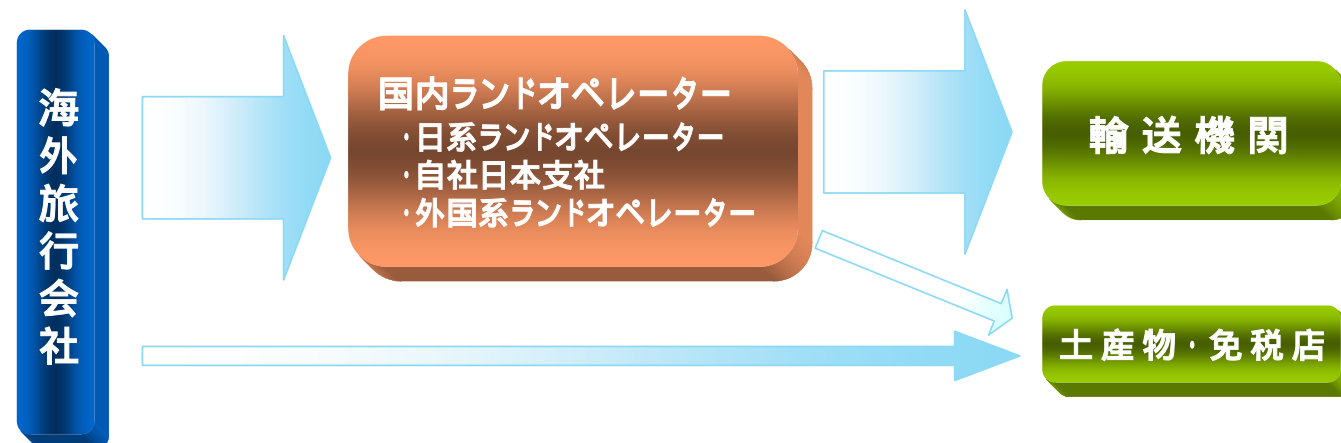 海外旅行会社
国内ランドオペレーター
・日系ランドオペレーター
・自社日本支社
・外国系ランドオペレーター
輸送機関
土産物・免税店